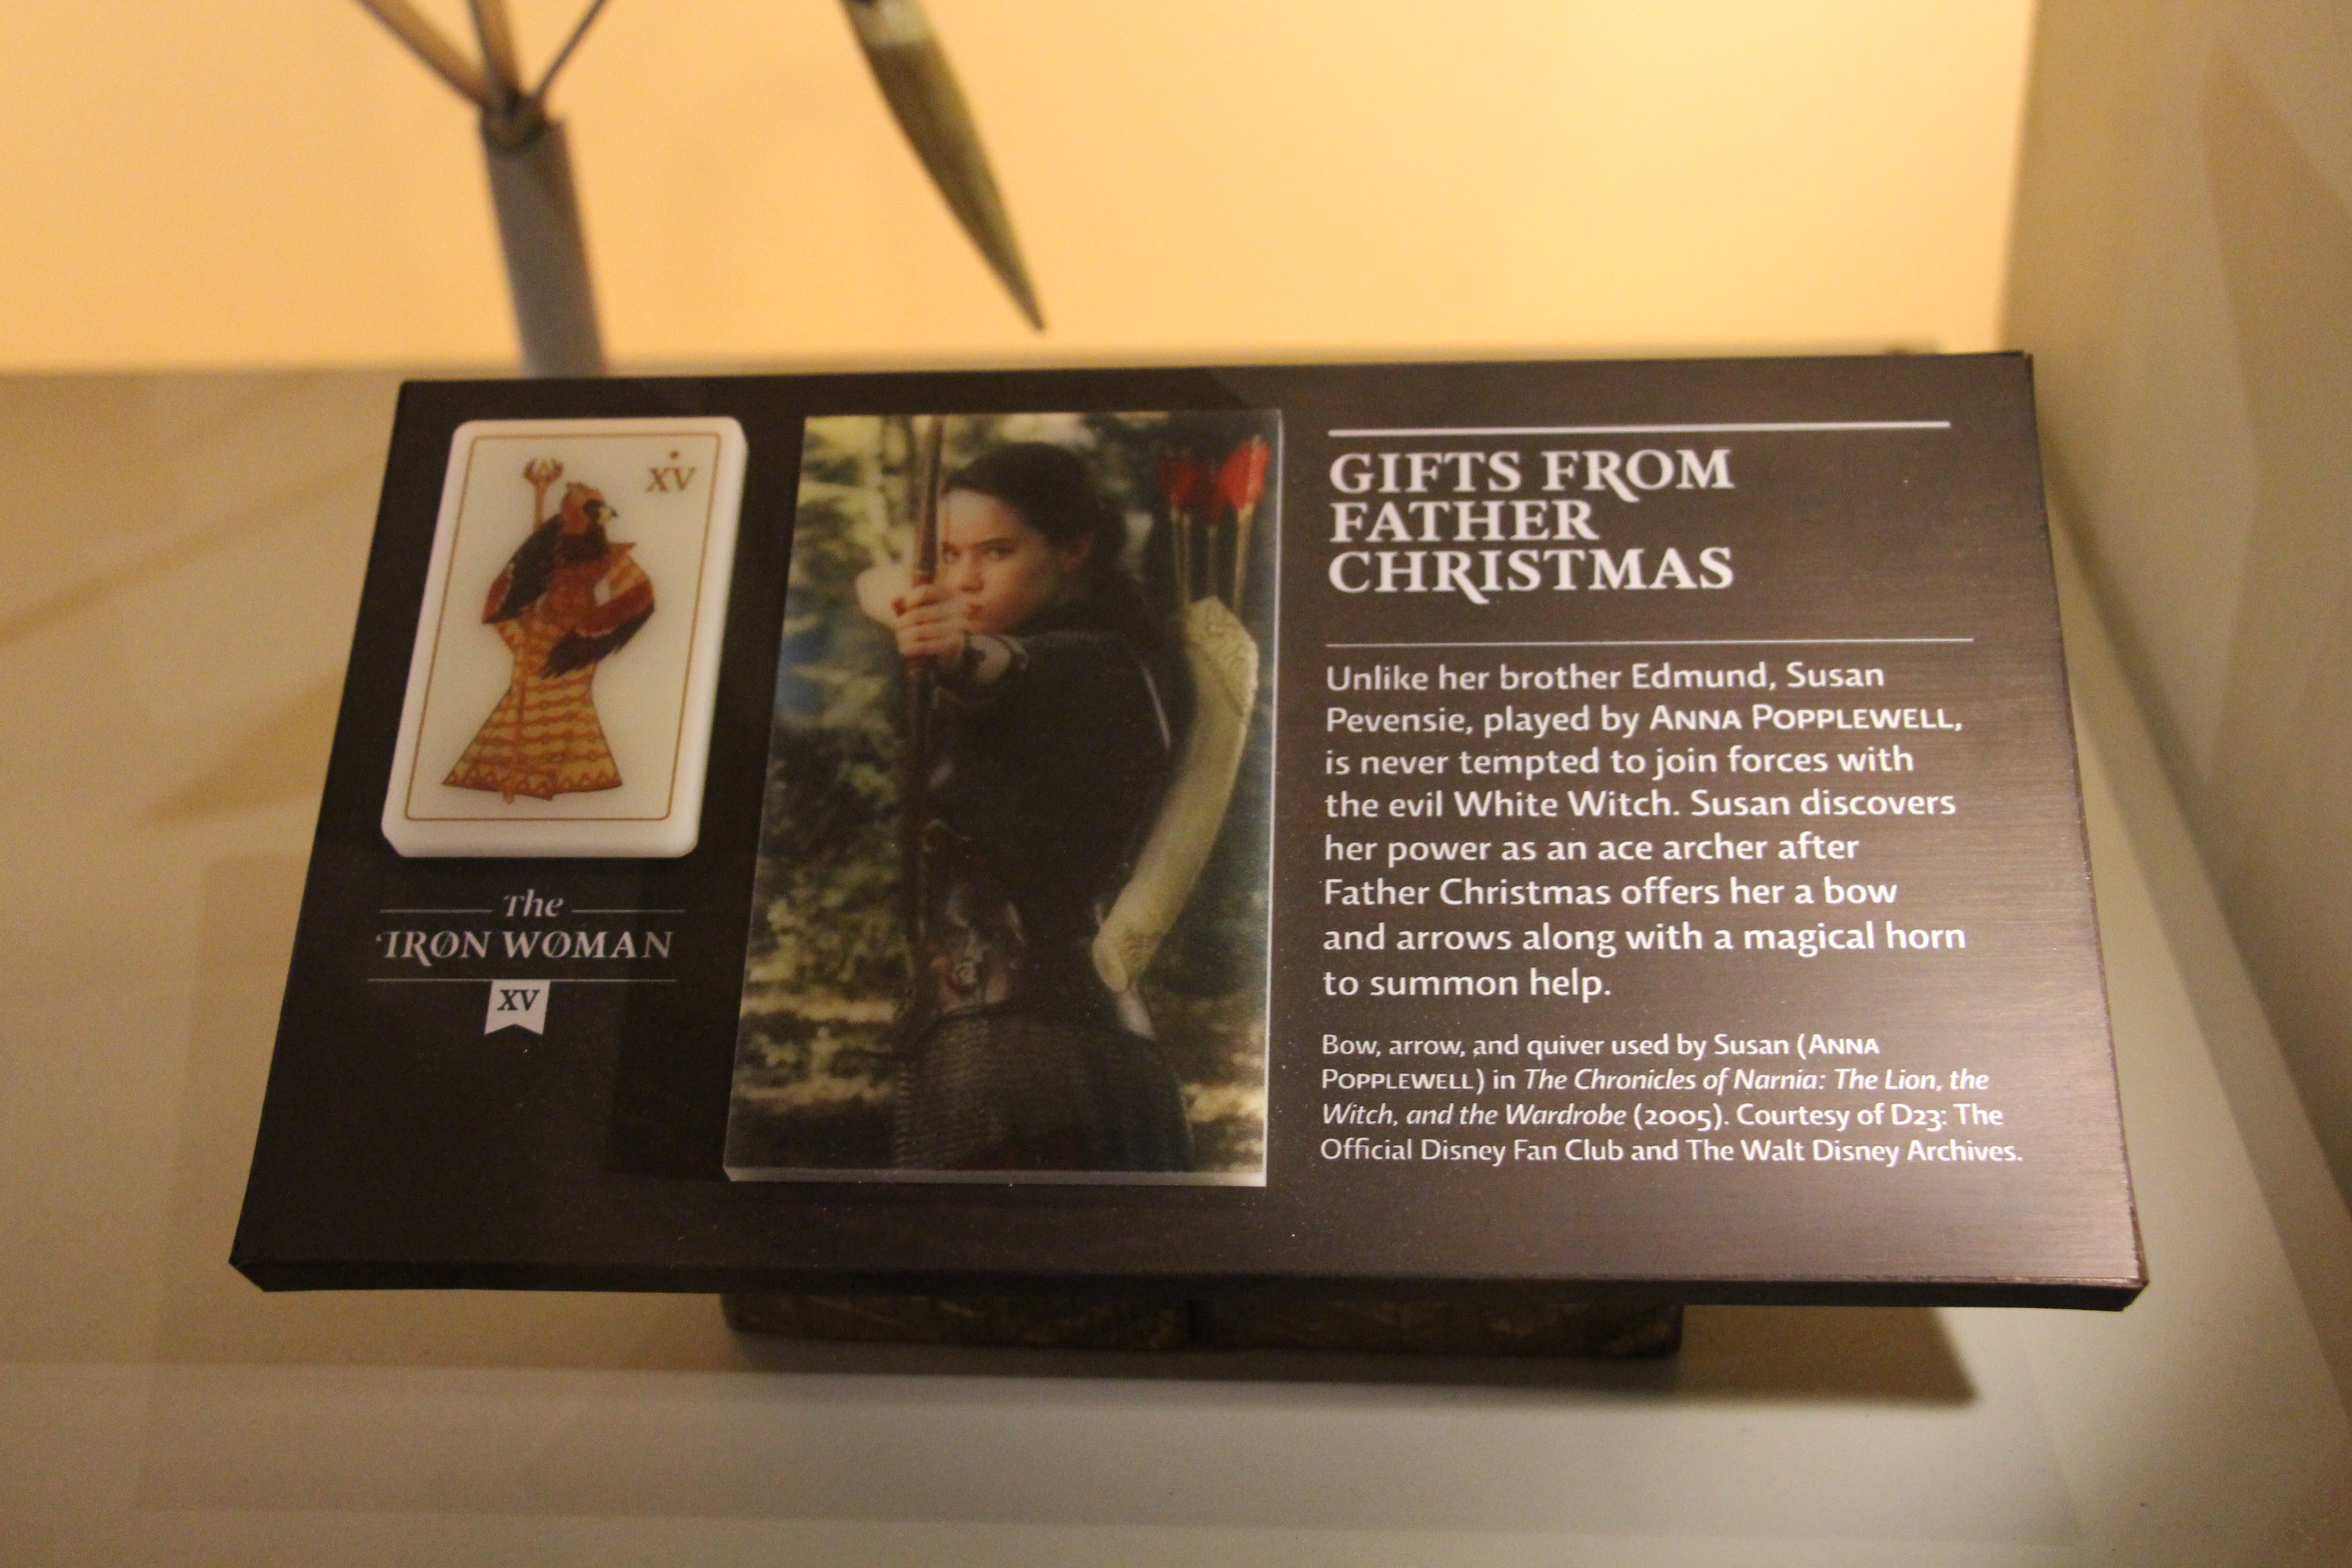 XV
The
IRON WOMAN
XV
GIFTS FROM
FATHER
CHRISTMAS
Unlike her brother Edmund, Susan
Pevensie, played by ANNA POPPLEWELL,
is never tempted to join forces with
the evil White Witch. Susan discovers
her power as an ace archer after
Father Christmas offers her a bow
and arrows along with a magical horn
to summon help.
Bow, arrow, and quiver used by Susan (ANNA
POPPLEWELL) in The Chronicles of Narnia: The Lion, the
Witch, and the Wardrobe (2005). Courtesy of D23: The
Official Disney Fan Club and The Walt Disney Archives.